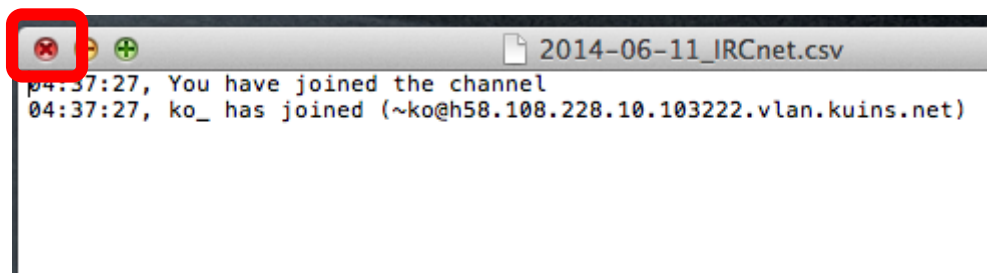 2014-06-11_IRCnet.csv
04:37:27, You have joined the channel
04:37:27, ko_ has joined (~ko@h58.108.228.10.103222.vlan.kuins.net)